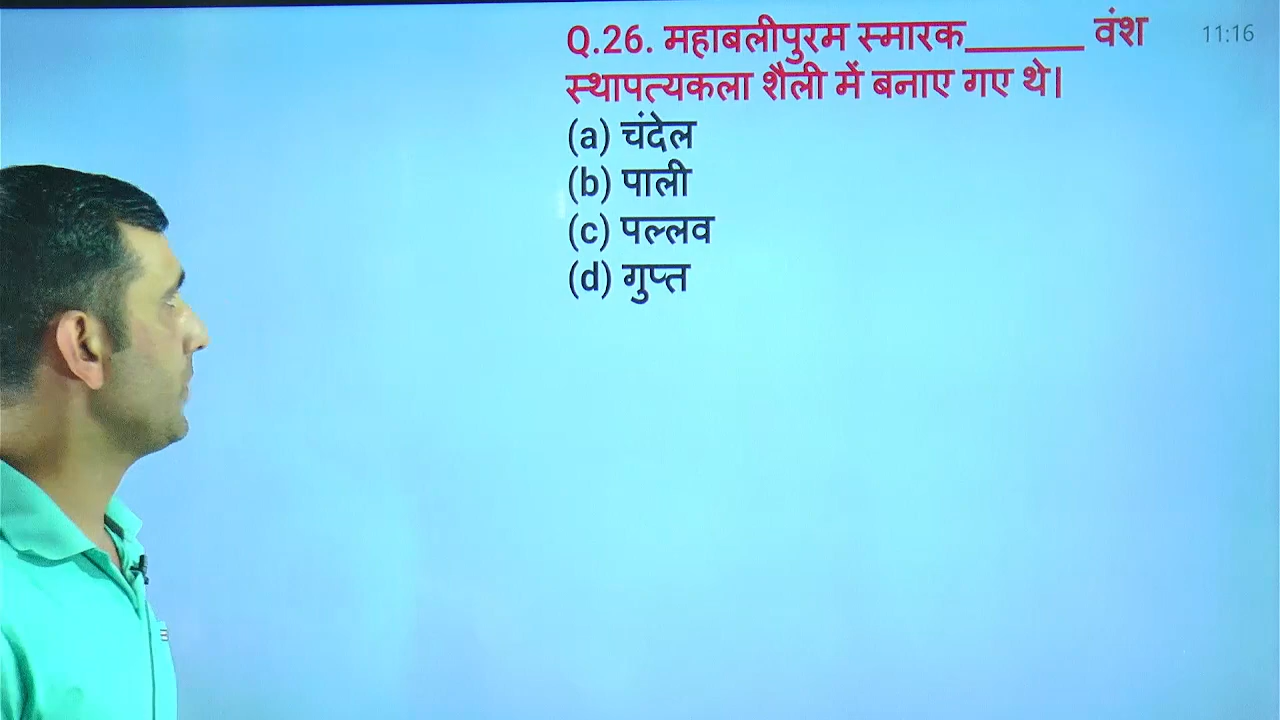 Q.26. महाबलीपुरम स्मारक______ वंश
11:16
स्थापत्यकला शैली में बनाए गए थे।
(a) चंदेल
(b) पाली
(c) पल्लव
(d) गुप्त